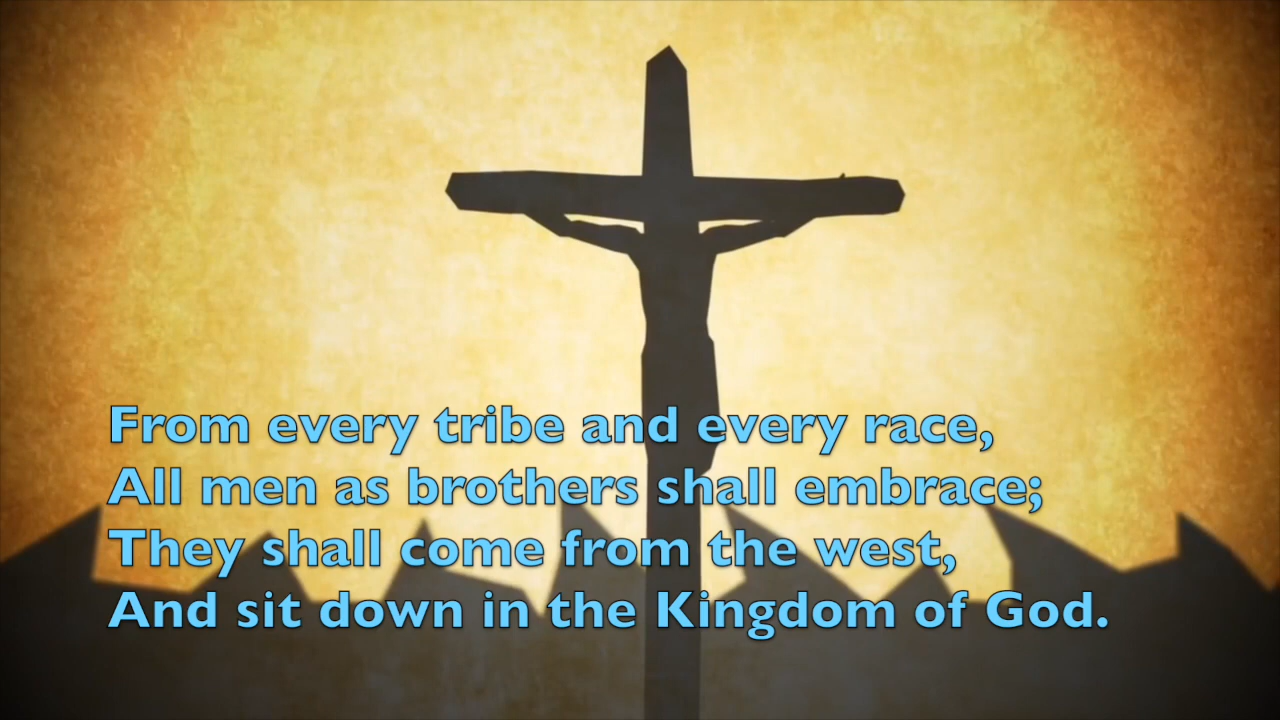 From every tribe and every race,
All men as brothers shall embrace;
They shall come from the west,
And sit down in the Kingdom of God.